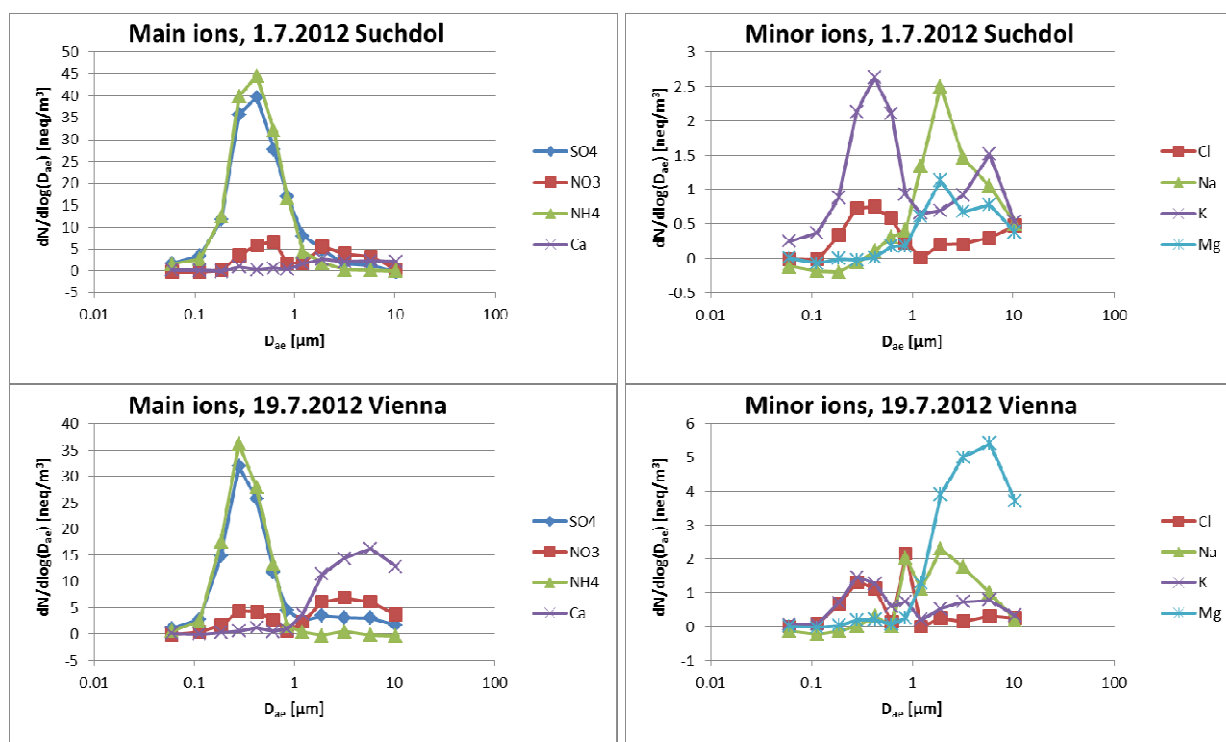 Main ions, 1.7.2012 Suchdol
dN/dlog(Dae) [neq/m³]
50
45
40
35
30
25
20
15
10
5
0
-5
0.01 0.1 1 10 100
Dae [µm]
SO4
NO3
NH4
Ca
Minor ions, 1.7.2012 Suchdol
dN/dlog(Dae) [neq/m³]
3
2.5
2
1.5
1
0.5
0
-0.5
0.01 0.1 1 10 100
Dae [µm]
Cl
Na
K
Mg
Main ions, 19.7.2012 Vienna
dN/dlog(Dae) [neq/m³]
40
35
30
25
20
15
10
5
0
-5
0.01 0.1 1 10 100
Dae [µm]
SO4
NO3
NH4
Ca
Minor ions, 19.7.2012 Vienna
dN/dlog(Dae) [neq/m³]
6
5
4
3
2
1
0
-1
0.01 0.1 1 10 100
Dae [µm]
Cl
Na
K
Mg